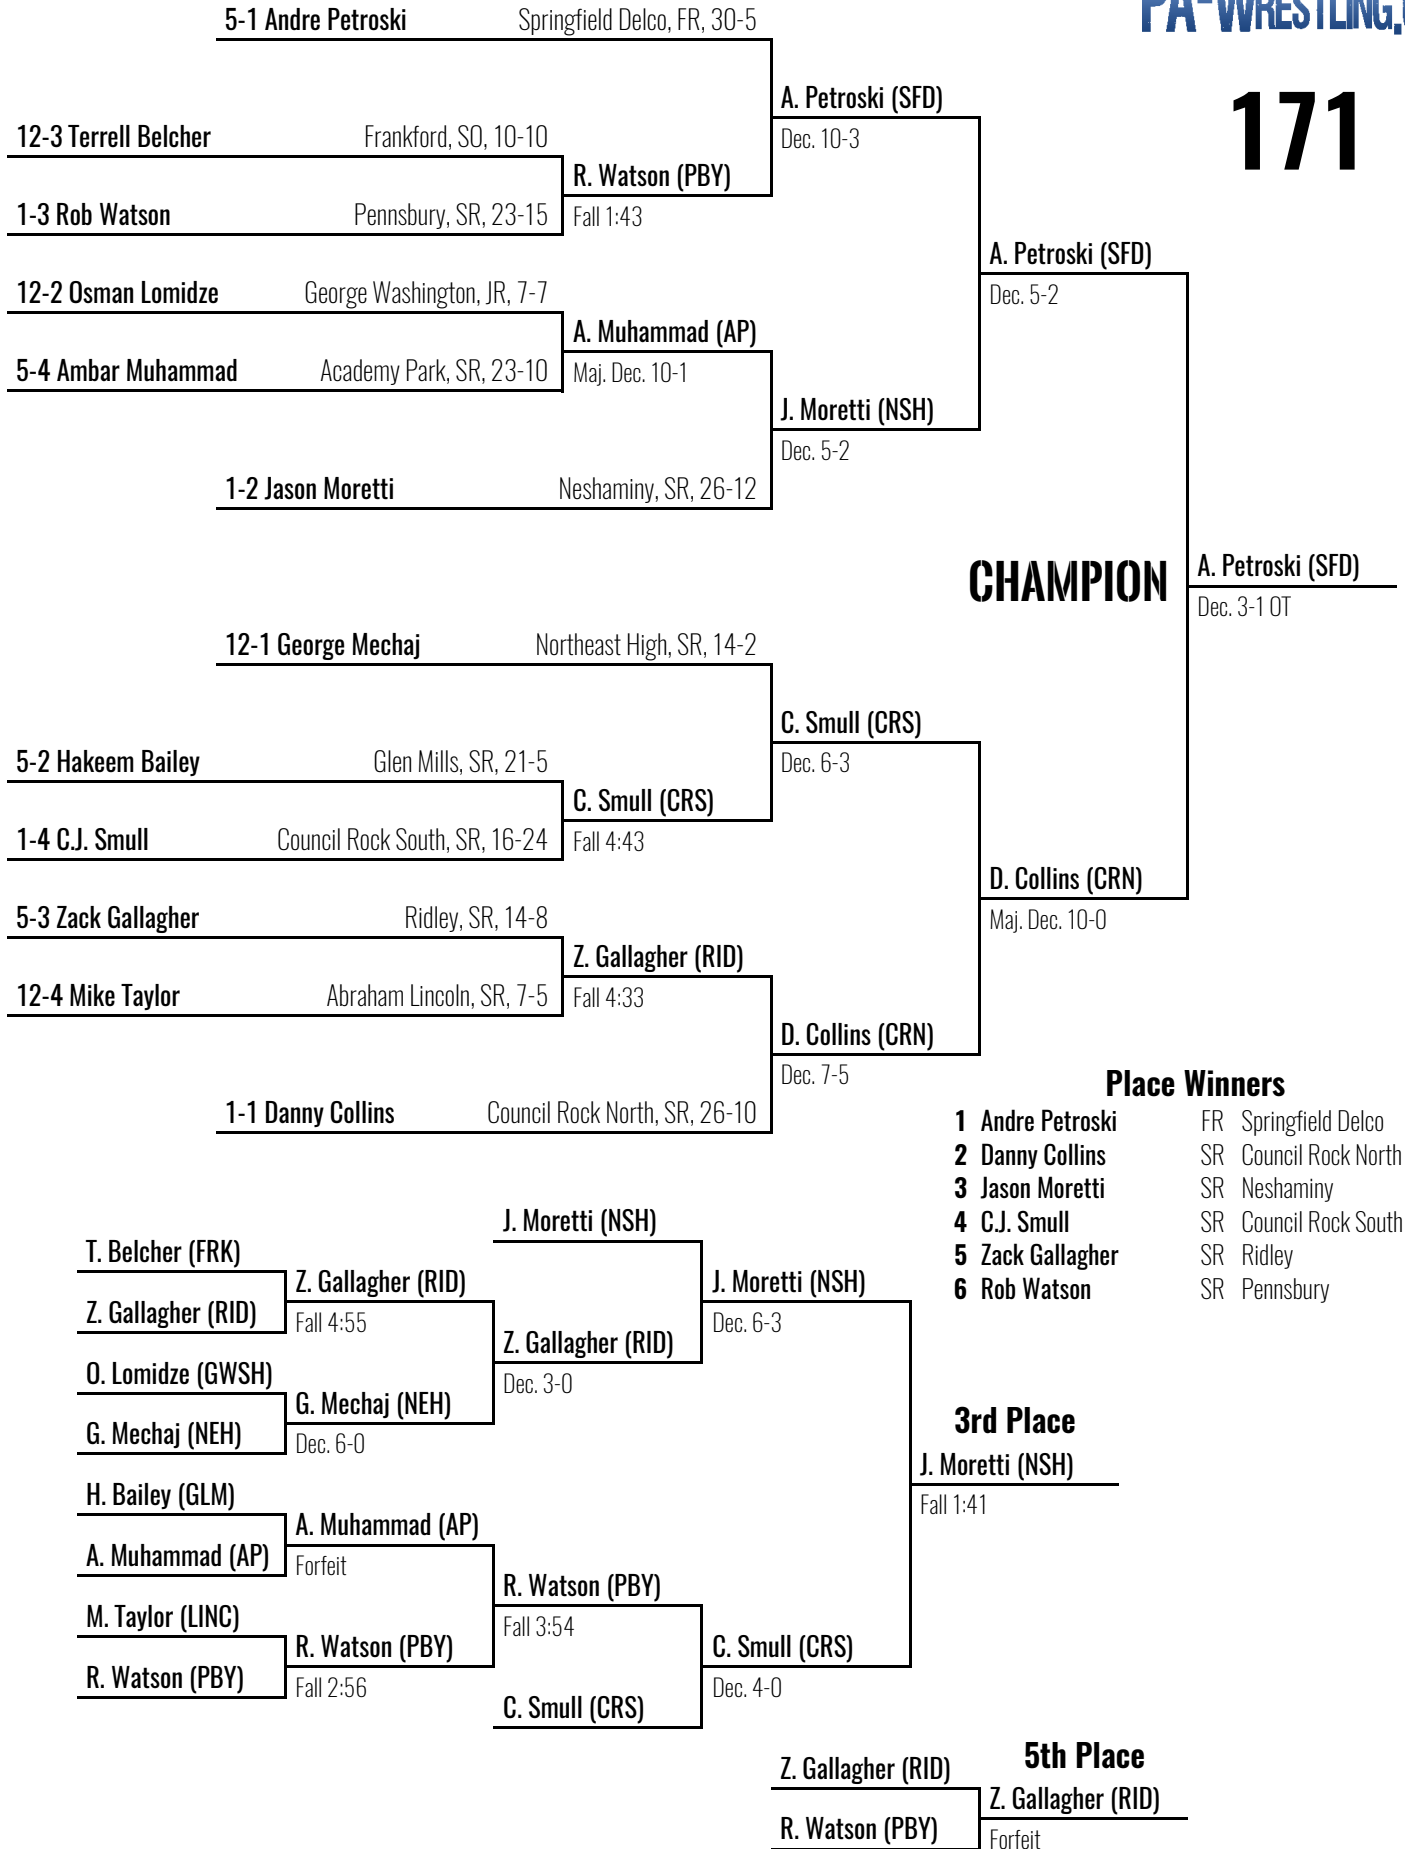 PA-WRESTLING.
171
5-1 Andre Petroski Springfield Delco, FR, 30-5
A. Petroski (SFD)
Dec. 10-3
12-3 Terrell Belcher Frankford, SO, 10-10
R. Watson (PBY)
Fall 1:43
1-3 Rob Watson Pennsbury, SR, 23-15
A. Petroski (SFD)
Dec. 5-2
12-2 Osman Lomidze George Washington, JR, 7-7
A. Muhammad (AP)
Maj. Dec. 10-1
5-4 Ambar Muhammad Academy Park, SR, 23-10
J. Moretti (NSH)
Dec. 5-2
1-2 Jason Moretti Neshaminy, SR, 26-12
CHAMPION
A. Petroski (SFD)
Dec. 3-1 OT
12-1 George Mechaj Northeast High, SR, 14-2
C. Smull (CRS)
Dec. 6-3
5-2 Hakeem Bailey Glen Mills, SR, 21-5
C. Smull (CRS)
Fall 4:43
1-4 C.J. Smull Council Rock South, SR, 16-24
D. Collins (CRN)
Maj. Dec. 10-0
5-3 Zack Gallagher Ridley, SR, 14-8
Z. Gallagher (RID)
Fall 4:33
12-4 Mike Taylor Abraham Lincoln, SR, 7-5
D. Collins (CRN)
Dec. 7-5
1-1 Danny Collins Council Rock North, SR, 26-10
Place Winners
1 Andre Petroski FR Springfield Delco
2 Danny Collins SR Council Rock North
3 Jason Moretti SR Neshaminy
4 C.J. Smull SR Council Rock South
5 Zack Gallagher SR Ridley
6 Rob Watson SR Pennsbury
J. Moretti (NSH)
T. Belcher (FRK)
Z. Gallagher (RID)
Fall 4:55
Z. Gallagher (RID)
J. Moretti (NSH)
Dec. 6-3
Z. Gallagher (RID)
Dec. 3-0
O. Lomidze (GWSH)
G. Mechaj (NEH)
Dec. 6-0
G. Mechaj (NEH)
3rd Place
J. Moretti (NSH)
Fall 1:41
H. Bailey (GLM)
A. Muhammad (AP)
Forfeit
A. Muhammad (AP)
R. Watson (PBY)
Fall 3:54
M. Taylor (LINC)
R. Watson (PBY)
Fall 2:56
R. Watson (PBY)
C. Smull (CRS)
Dec. 4-0
C. Smull (CRS)
5th Place
Z. Gallagher (RID)
Z. Gallagher (RID)
Forfeit
R. Watson (PBY)